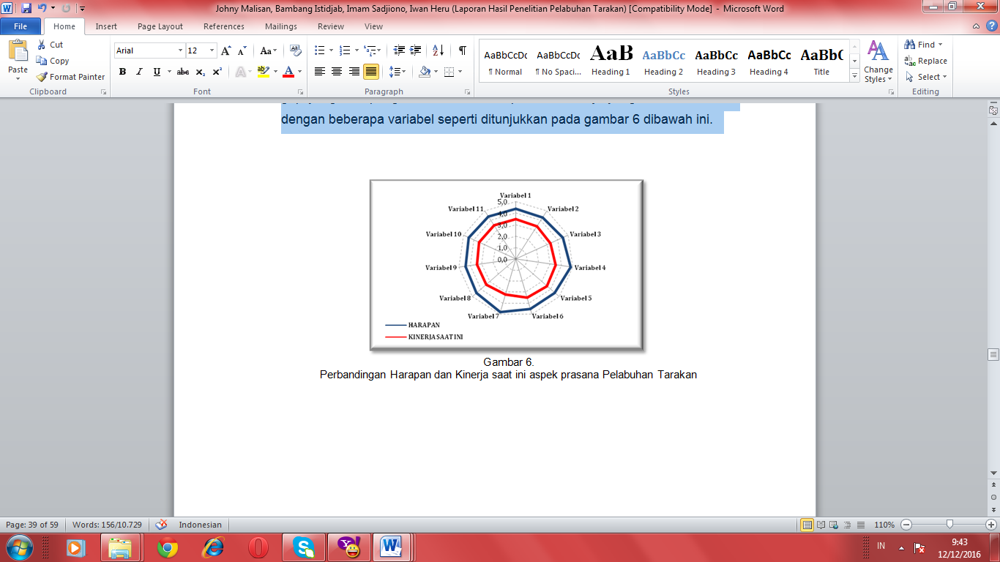 Johny Malisan, Bambang Istidjab, Imam Sadjiono, Iwan Heru (Laporan Hasil Penelitian Pelabuhan Tarakan) [Compatibility Mode] - Microsoft Word
File Home Insert Page Layout References Mailings Review View
Paste
Cut
Copy
Format Painter
Clipboard
Arial 12
Font
Paragraph
AaBbCcDc AaBbCcDc AaB AaBbCc AaBbCc AaBbCc AaBb(
¶ Normal ¶ No Spaci... Heading 1 Heading 2 Heading 3 Heading 4 Title
Change Styles
Styles
Find
Replace
Select
Editing
dengan beberapa variabel seperti ditunjukkan pada gambar 6 dibawah ini.
Variabel 1
Variabel 2
Variabel 3
Variabel 4
Variabel 5
Variabel 6
Variabel 7
Variabel 8
Variabel 9
Variabel 10
Variabel 11
5,0
4,0
3,0
2,0
1,0
0,0
HARAPAN
KINERJA SAAT INI
Gambar 6.
Perbandingan Harapan dan Kinerja saat ini aspek prasana Pelabuhan Tarakan
Page: 39 of 59 Words: 156/10.729 Indonesian 110%
IN 9:43
12/12/2016